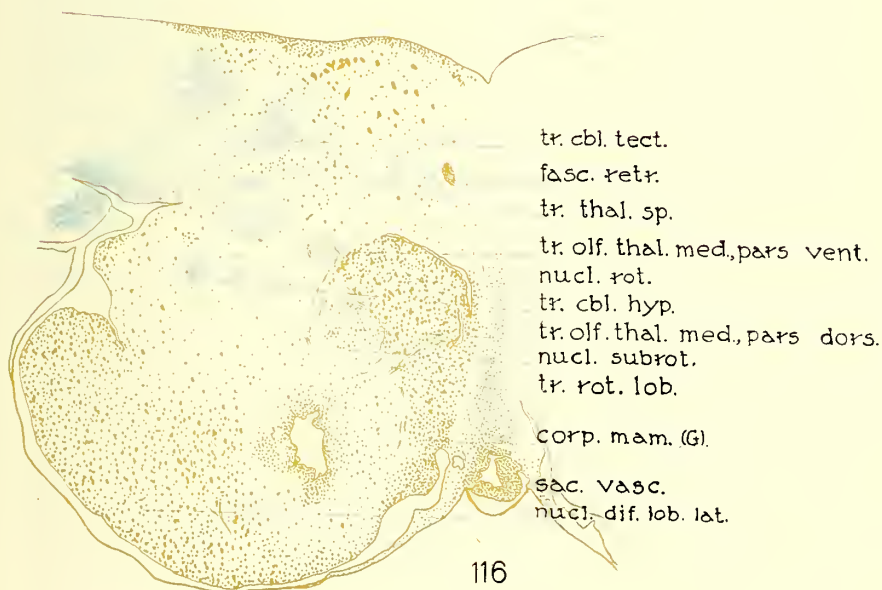 tr. cbl. tect.
fasc. retr.
tr. thal. sp.
tr. olf. thal. med., pars vent.
nucl. rot.
tr. cbl. hyp.
tr. olf. thal. med., pars dors.
nucl. subrot.
tr. rot. lob.
corp. mam. (G).
sac. vasc.
nucl. dif. lob. lat.
116